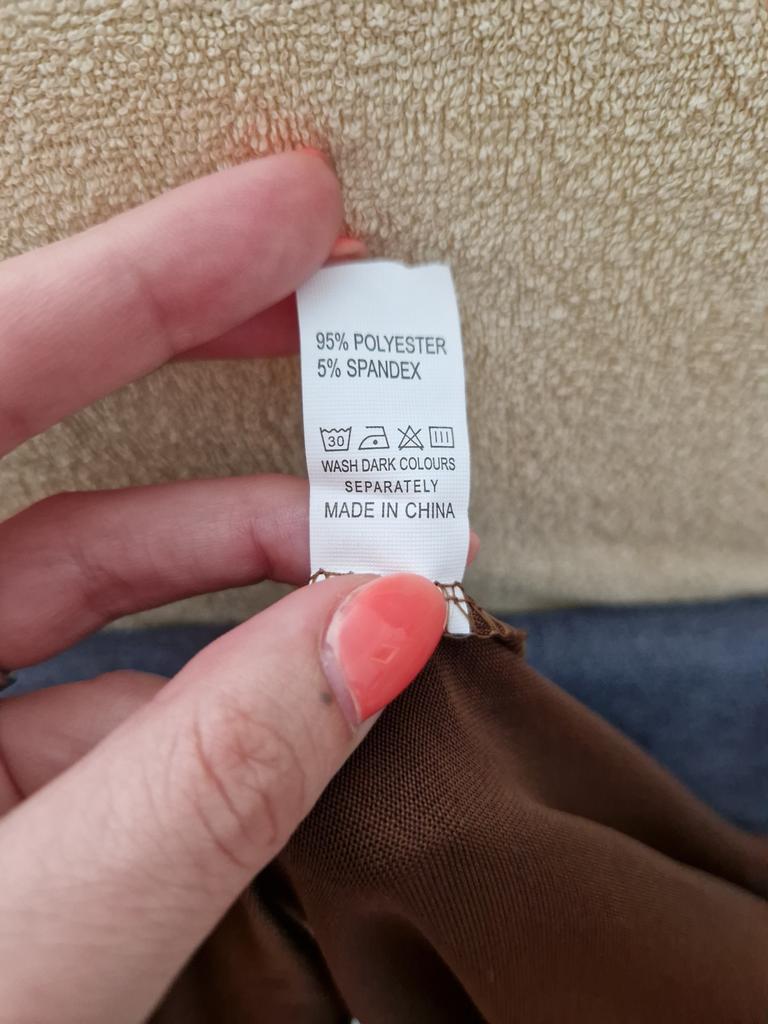 95% POLYESTER
5% SPANDEX
30
WASH DARK COLOURS
SEPARATELY
MADE IN CHINA